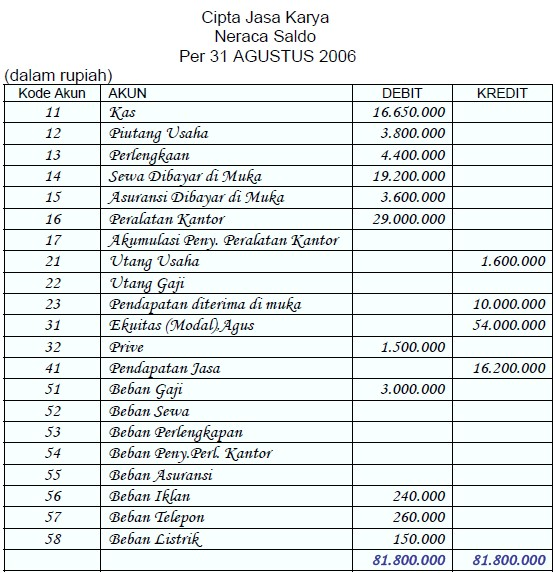 Cipta Jasa Karya
Neraca Saldo
Per 31 AGUSTUS 2006
(dalam rupiah)
Kode Akun AKUN DEBIT KREDIT
11 Kas 16.650.000
12 Piutang Usaha 3.800.000
13 Perlengkaan 4.400.000
14 Sewa Dibayar di Muka 19.200.000
15 Asuransi Dibayar di Muka 3.600.000
16 Peralatan Kantor 29.000.000
17 Akumulasi Peny. Peralatan Kantor
21 Utang Usaha 1.600.000
22 Utang Gaji
23 Pendapatan diterima di muka 10.000.000
31 Ekuitas (Modal),Agus 54.000.000
32 Prive 1.500.000
41 Pendapatan Jasa 16.200.000
51 Beban Gaji 3.000.000
52 Beban Sewa
53 Beban Perlengkapan
54 Beban Peny.Perl. Kantor
55 Beban Asuransi
56 Beban Iklan 240.000
57 Beban Telepon 260.000
58 Beban Listrik 150.000
81.800.000 81.800.000